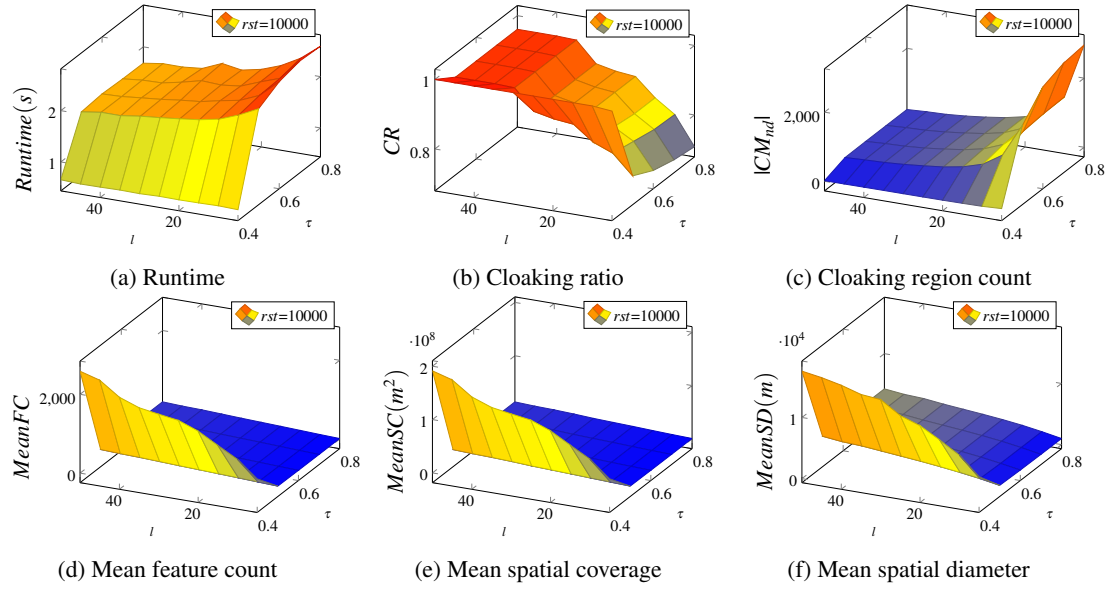 rst=10000
rst=10000
rst=10000
Runtime(s)
2
1
40
20
l
0.4
0.6
0.8
τ
CR
1
0.8
40
20
l
0.4
0.6
0.8
τ
|CM_nd|
2,000
0
40
20
l
0.4
0.6
0.8
τ
(a) Runtime
(b) Cloaking ratio
(c) Cloaking region count
rst=10000
rst=10000
rst=10000
MeanFC
2,000
0
40
20
l
0.4
0.6
0.8
τ
·10⁸
MeanSC(m²)
2
1
0
40
20
l
0.4
0.6
0.8
τ
·10⁴
MeanSD(m)
1
0
40
20
l
0.4
0.6
0.8
τ
(d) Mean feature count
(e) Mean spatial coverage
(f) Mean spatial diameter